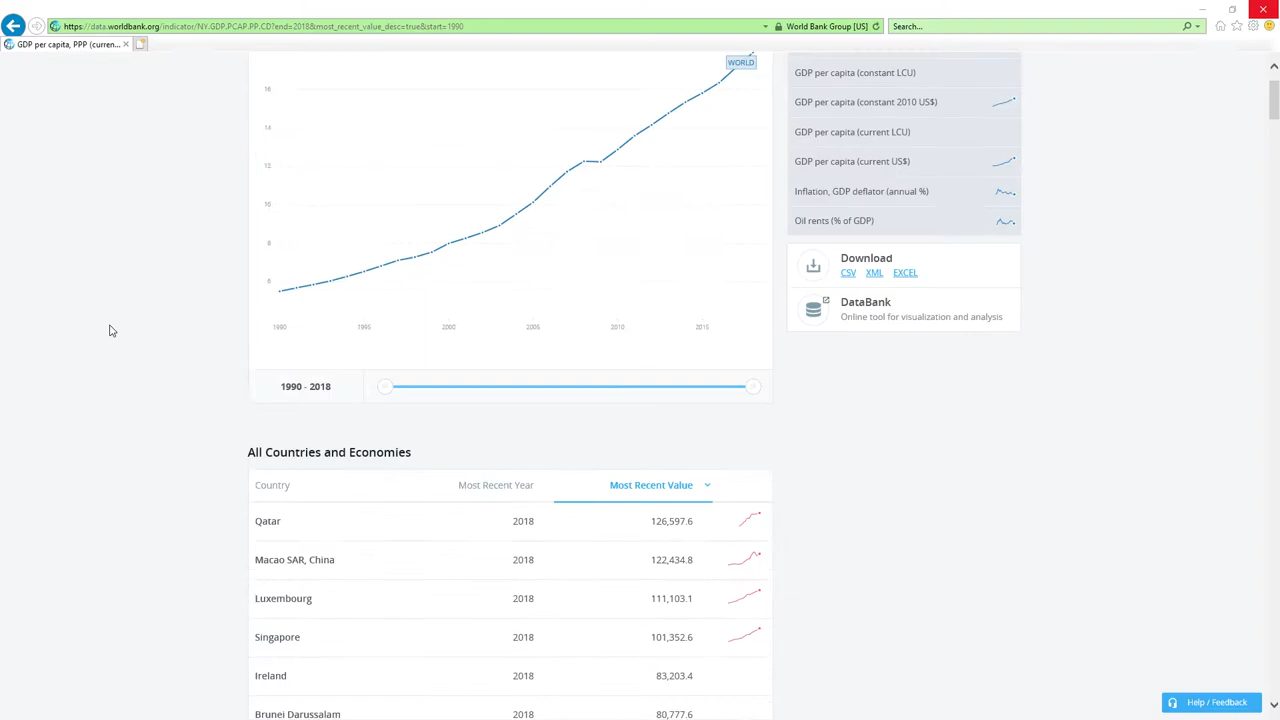 https://data.worldbank.org/indicator/NY.GDP.PCAP.PP.CD?end=2018&most_recent_value_desc=true&start=1990
World Bank Group [US]
Search...
GDP per capita, PPP (curren...
WORLD
16
14
12
10
8
6
1990
1995
2000
2005
2010
2015
1990 - 2018
GDP per capita (constant LCU)
GDP per capita (constant 2010 US$)
GDP per capita (current LCU)
GDP per capita (current US$)
Inflation, GDP deflator (annual %)
Oil rents (% of GDP)
Download
CSV XML EXCEL
DataBank
Online tool for visualization and analysis
All Countries and Economies
Country Most Recent Year Most Recent Value
Qatar 2018 126,597.6
Macao SAR, China 2018 122,434.8
Luxembourg 2018 111,103.1
Singapore 2018 101,352.6
Ireland 2018 83,203.4
Brunei Darussalam 2018 80,777.6
Help / Feedback